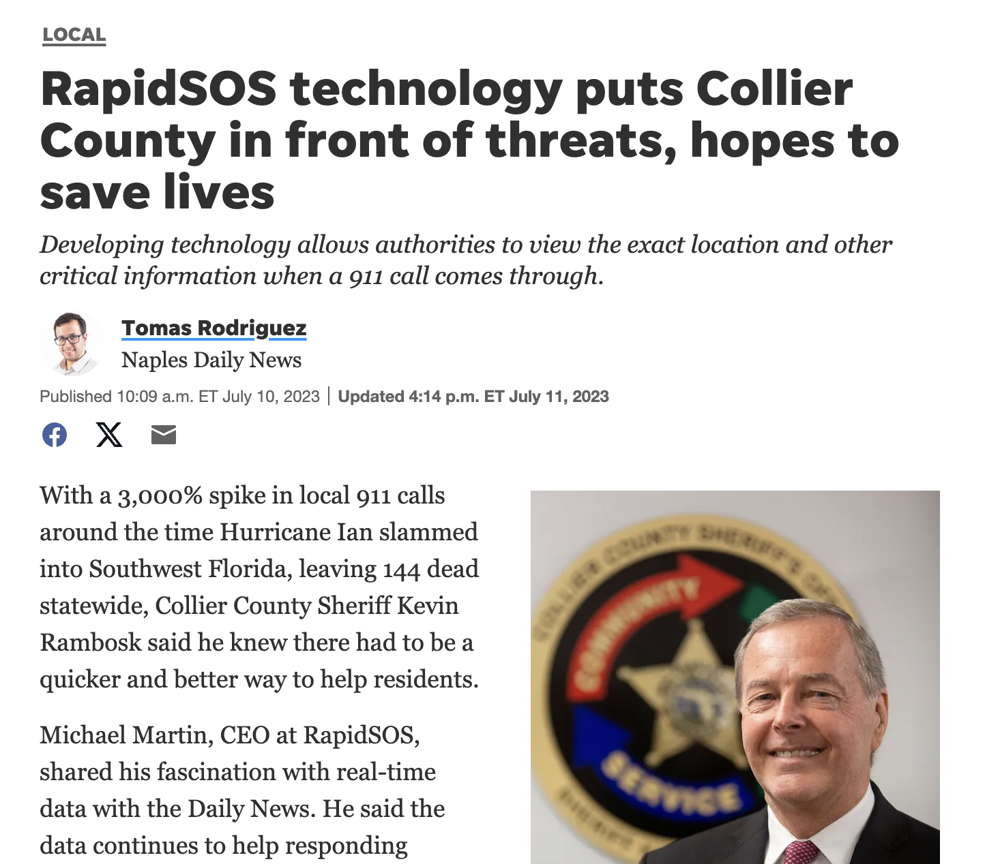 LOCAL
RapidSOS technology puts Collier
County in front of threats, hopes to
save lives
Developing technology allows authorities to view the exact location and other
critical information when a 911 call comes through.
Tomas Rodriguez
Naples Daily News
Published 10:09 a.m. ET July 10, 2023 | Updated 4:14 p.m. ET July 11, 2023
With a 3,000% spike in local 911 calls
around the time Hurricane Ian slammed
into Southwest Florida, leaving 144 dead
statewide, Collier County Sheriff Kevin
Rambosk said he knew there had to be a
quicker and better way to help residents.
Michael Martin, CEO at RapidSOS,
shared his fascination with real-time
data with the Daily News. He said the
data continues to help responding
COLLIER COUNTY SHERIFF'S
COMMUNITY
SERVICE